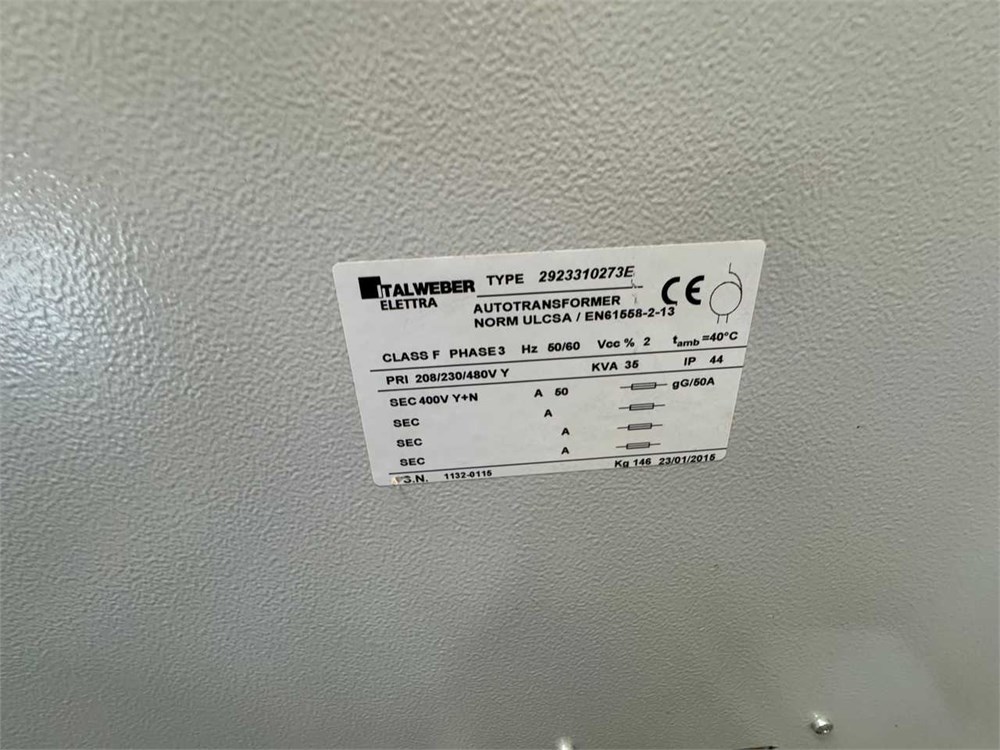 ITALWEBER ELETTRA
TYPE 2923310273E
AUTOTRANSFORMER
NORM ULCSA / EN61558-2-13
CE
CLASS F PHASE 3 Hz 50/60 Vcc % 2 tamb =40°C
PRI 208/230/480V Y KVA 35 IP 44
SEC 400V Y+N A 50 gG/50A
SEC A
SEC A
SEC A
S.N. 1132-0115 Kg 146 23/01/2015